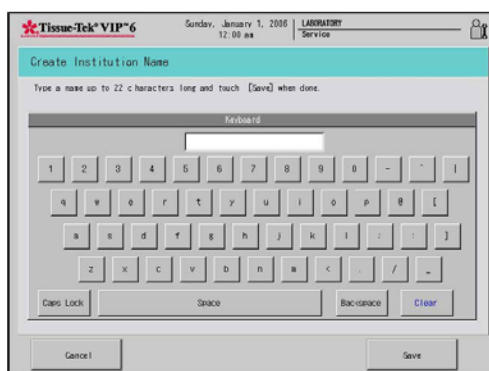 Tissue-Tek® VIP™6
Sunday, January 1, 2006
12:00 am
LABORATORY
Service
Create Institution Name
Type a name up to 22 characters long and touch [Save] when done.
Keyboard
1 2 3 4 5 6 7 8 9 0 - ^ |
q w e r t y u i o p @ [
a s d f g h j k l ; : ]
z x c v b n m < . / _
Caps Lock Space Backspace Clear
Cancel Save